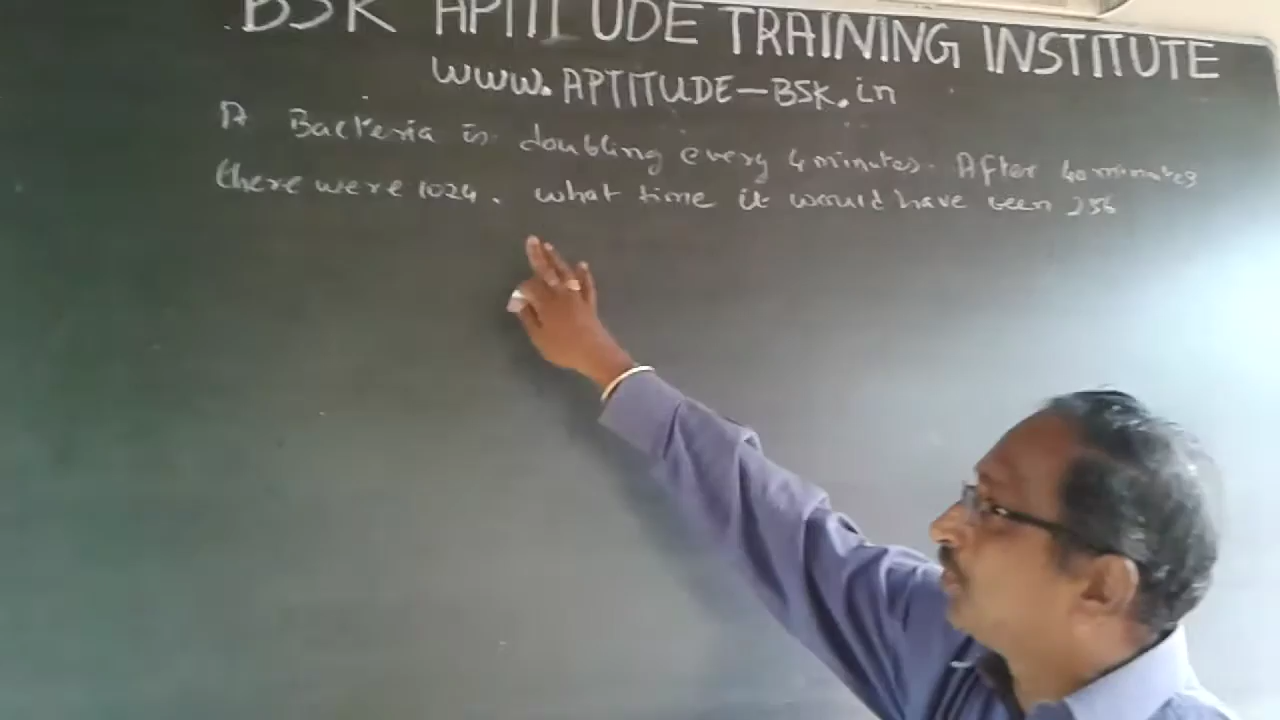 BSK APTITUDE TRAINING INSTITUTE
WWW.APTITUDE-BSK.in
A Bacteria is doubling every 4 minutes. After 40 minutes
there were 1024. what time it would have been 256